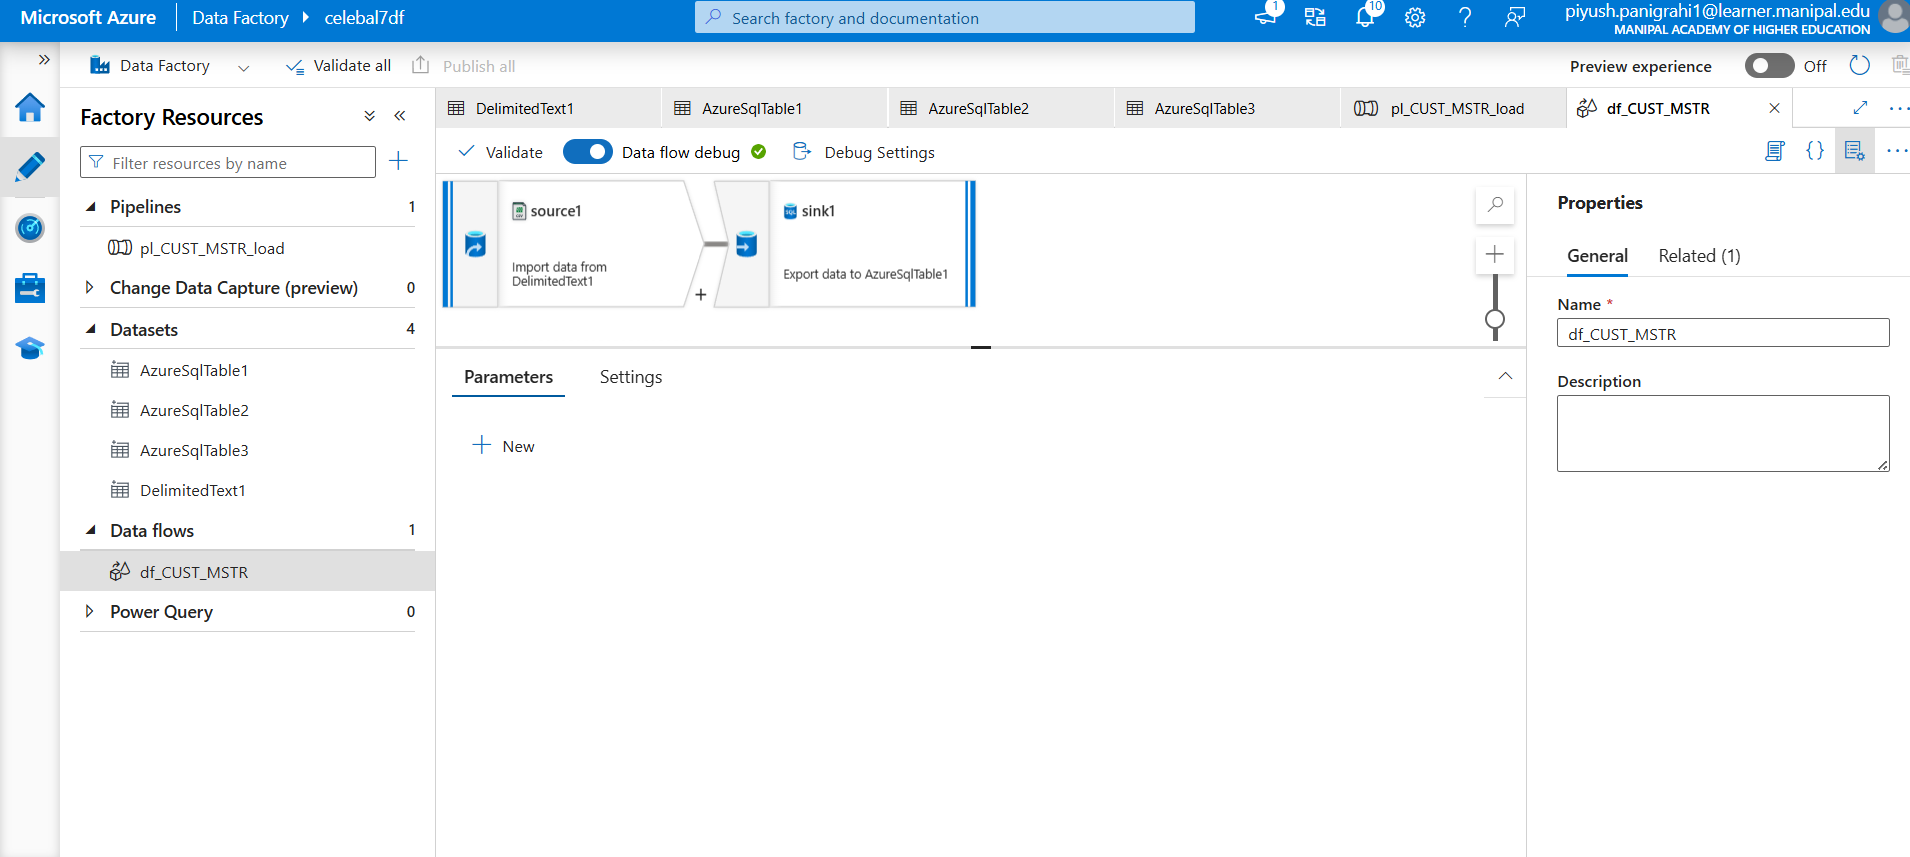 Microsoft Azure
Data Factory
celebal7df
Search factory and documentation
1
10
piyush.panigrahi1@learner.manipal.edu
MANIPAL ACADEMY OF HIGHER EDUCATION
Data Factory
Validate all
Publish all
Preview experience
Off
Factory Resources
Filter resources by name
Pipelines 1
pl_CUST_MSTR_load
Change Data Capture (preview) 0
Datasets 4
AzureSqlTable1
AzureSqlTable2
AzureSqlTable3
DelimitedText1
Data flows 1
df_CUST_MSTR
Power Query 0
DelimitedText1
AzureSqlTable1
AzureSqlTable2
AzureSqlTable3
pl_CUST_MSTR_load
df_CUST_MSTR
Validate
Data flow debug
Debug Settings
source1
Import data from
DelimitedText1
sink1
Export data to AzureSqlTable1
Parameters
Settings
New
Properties
General
Related (1)
Name *
df_CUST_MSTR
Description